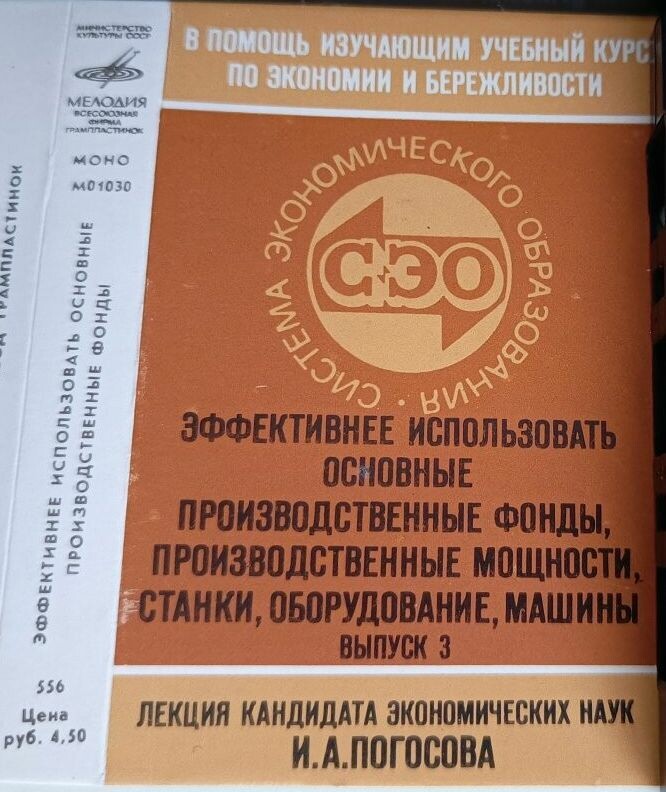 МИНИСТЕРСТВО
КУЛЬТУРЫ СССР
МЕЛОДИЯ
ВСЕСОЮЗНАЯ
ФИРМА
ГРАМПЛАСТИНОК
МОНО
М01030
ЭФФЕКТИВНЕЕ ИСПОЛЬЗОВАТЬ ОСНОВНЫЕ
ПРОИЗВОДСТВЕННЫЕ ФОНДЫ
556
Цена
руб. 4,50
ГРАМПЛАСТИНОК
В ПОМОЩЬ ИЗУЧАЮЩИМ УЧЕБНЫЙ КУРС
ПО ЭКОНОМИИ И БЕРЕЖЛИВОСТИ
СИСТЕМА ЭКОНОМИЧЕСКОГО ОБРАЗОВАНИЯ •
СЭО
ЭФФЕКТИВНЕЕ ИСПОЛЬЗОВАТЬ
ОСНОВНЫЕ
ПРОИЗВОДСТВЕННЫЕ ФОНДЫ,
ПРОИЗВОДСТВЕННЫЕ МОЩНОСТИ,
СТАНКИ, ОБОРУДОВАНИЕ, МАШИНЫ
ВЫПУСК 3
ЛЕКЦИЯ КАНДИДАТА ЭКОНОМИЧЕСКИХ НАУК
И.А.ПОГОСОВА